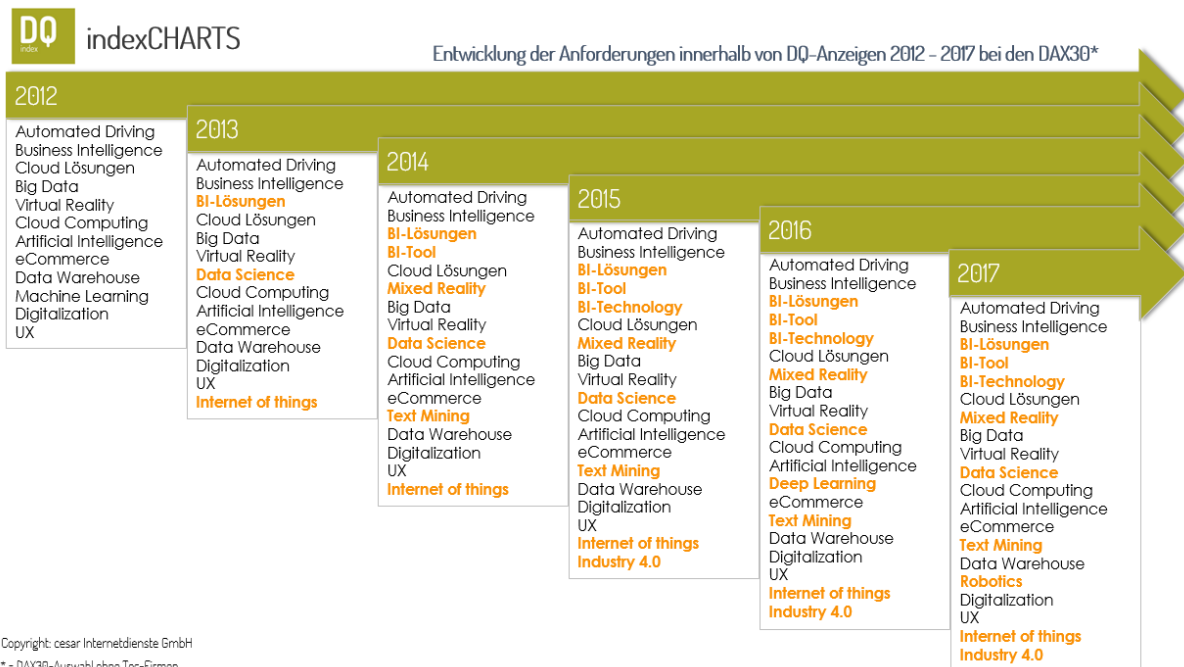 DQ
index
indexCHARTS
Entwicklung der Anforderungen innerhalb von DQ-Anzeigen 2012 - 2017 bei den DAX30*
2012
Automated Driving
Business Intelligence
Cloud Lösungen
Big Data
Virtual Reality
Cloud Computing
Artificial Intelligence
eCommerce
Data Warehouse
Machine Learning
Digitalization
UX
2013
Automated Driving
Business Intelligence
BI-Lösungen
Cloud Lösungen
Big Data
Virtual Reality
Data Science
Cloud Computing
Artificial Intelligence
eCommerce
Data Warehouse
Digitalization
UX
Internet of things
2014
Automated Driving
Business Intelligence
BI-Lösungen
BI-Tool
Cloud Lösungen
Mixed Reality
Big Data
Virtual Reality
Data Science
Cloud Computing
Artificial Intelligence
eCommerce
Text Mining
Data Warehouse
Digitalization
UX
Internet of things
2015
Automated Driving
Business Intelligence
BI-Lösungen
BI-Tool
BI-Technology
Cloud Lösungen
Mixed Reality
Big Data
Virtual Reality
Data Science
Cloud Computing
Artificial Intelligence
eCommerce
Text Mining
Data Warehouse
Digitalization
UX
Internet of things
Industry 4.0
2016
Automated Driving
Business Intelligence
BI-Lösungen
BI-Tool
BI-Technology
Cloud Lösungen
Mixed Reality
Big Data
Virtual Reality
Data Science
Cloud Computing
Artificial Intelligence
Deep Learning
eCommerce
Text Mining
Data Warehouse
Digitalization
UX
Internet of things
Industry 4.0
2017
Automated Driving
Business Intelligence
BI-Lösungen
BI-Tool
BI-Technology
Cloud Lösungen
Mixed Reality
Big Data
Virtual Reality
Data Science
Cloud Computing
Artificial Intelligence
eCommerce
Text Mining
Data Warehouse
Robotics
Digitalization
UX
Internet of things
Industry 4.0
Copyright: cesar Internetdienste GmbH
* = DAX30-Auswahl ohne Tec-Firmen